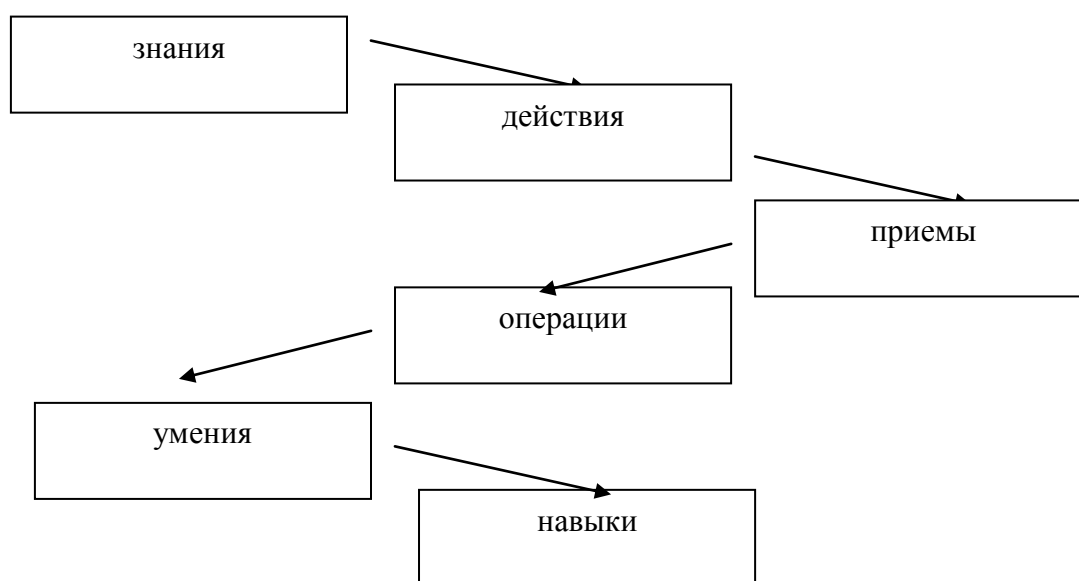 знания
действия
приемы
операции
умения
навыки